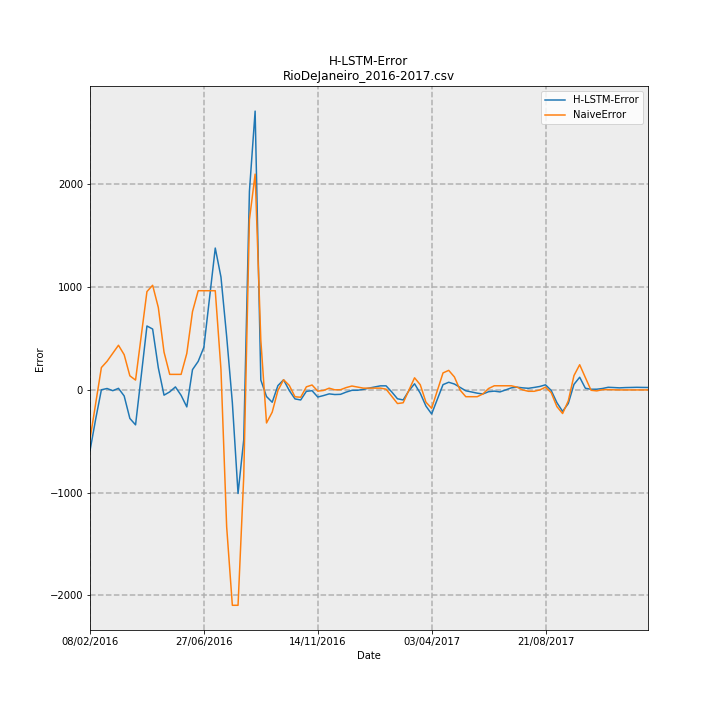 H-LSTM-Error
RioDeJaneiro_2016-2017.csv
H-LSTM-Error
NaiveError
2000
1000
0
−1000
−2000
Error
08/02/2016
27/06/2016
14/11/2016
03/04/2017
21/08/2017
Date